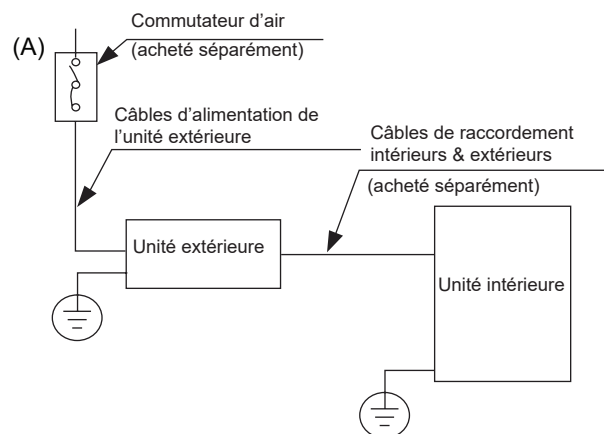 Commutateur d'air
(A)
(acheté séparément)
Câbles d'alimentation de
l'unité extérieure
Câbles de raccordement
intérieurs & extérieurs
(acheté séparément)
Unité extérieure
Unité intérieure